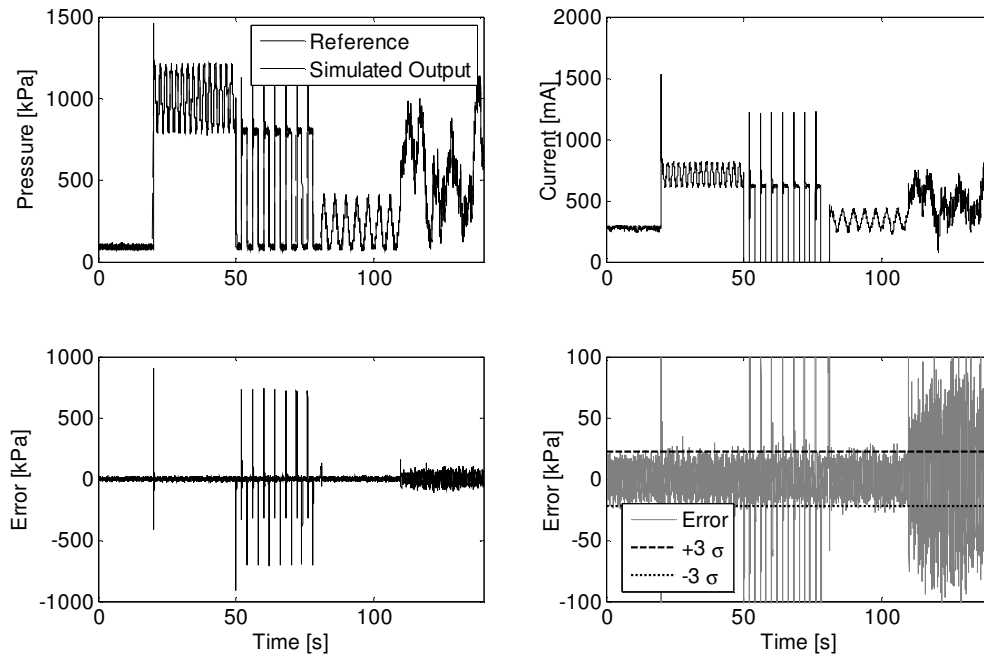 Pressure [kPa]
1500
1000
500
0
Reference
Simulated Output
0
50
100
Current [mA]
2000
1500
1000
500
0
0
50
100
Error [kPa]
1000
500
0
-500
-1000
0
50
100
Time [s]
Error [kPa]
100
50
0
-50
-100
Error
+3 σ
-3 σ
0
50
100
Time [s]